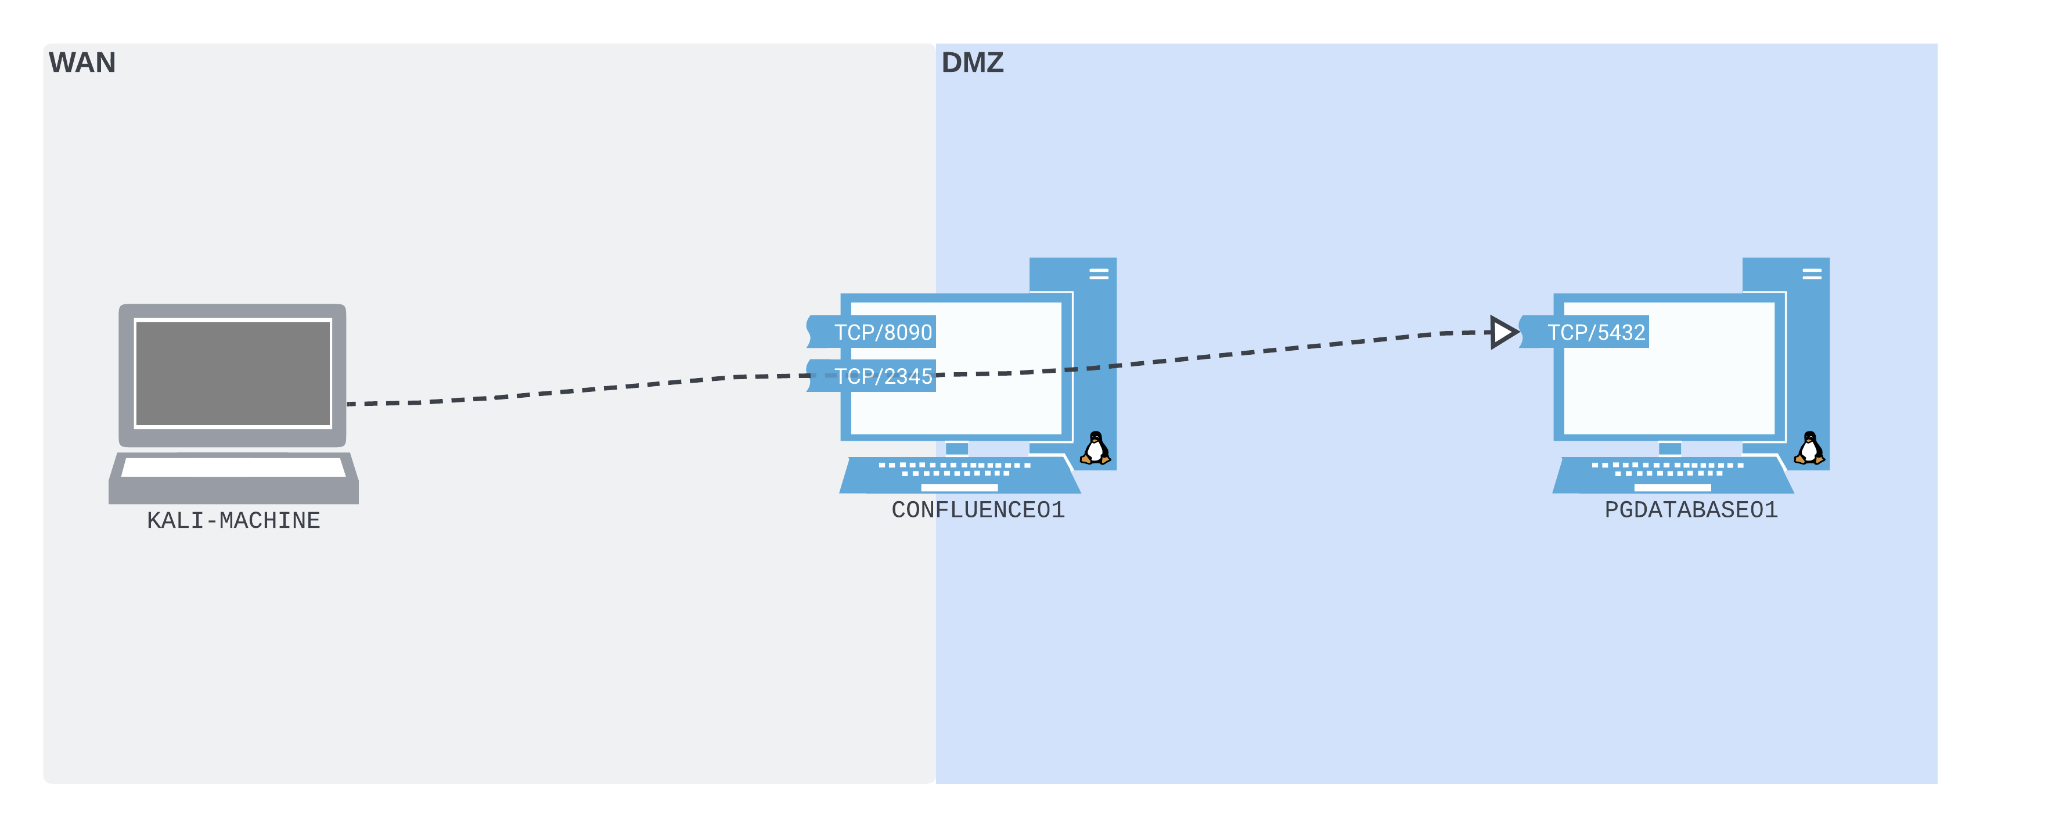 WAN
DMZ
TCP/8090
TCP/2345
TCP/5432
KALI-MACHINE
CONFLUENCE01
PGDATABASE01